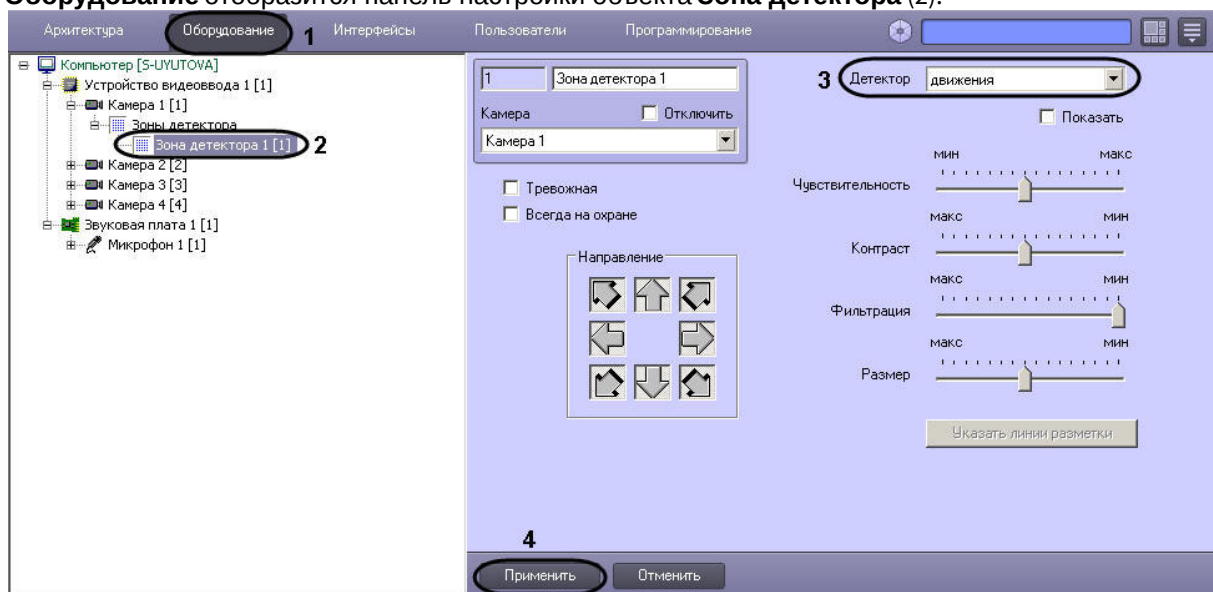 Оборудование отобразится панель настройки объекта Зона детектора (2).
Архитектура Оборудование 1 Интерфейсы Пользователи Программирование
Компьютер [S-UYUTOVA]
Устройство видеоввода 1 [1]
Камера 1 [1]
Зоны детектора
Зона детектора 1 [1] 2
Камера 2 [2]
Камера 3 [3]
Камера 4 [4]
Звуковая плата 1 [1]
Микрофон 1 [1]
1 Зона детектора 1
Камера Отключить
Камера 1
Тревожная
Всегда на охране
Направление
3 Детектор движения
Показать
мин макс
Чувствительность
макс мин
Контраст
макс мин
Фильтрация
макс мин
Размер
Указать линии разметки
4
Применить Отменить